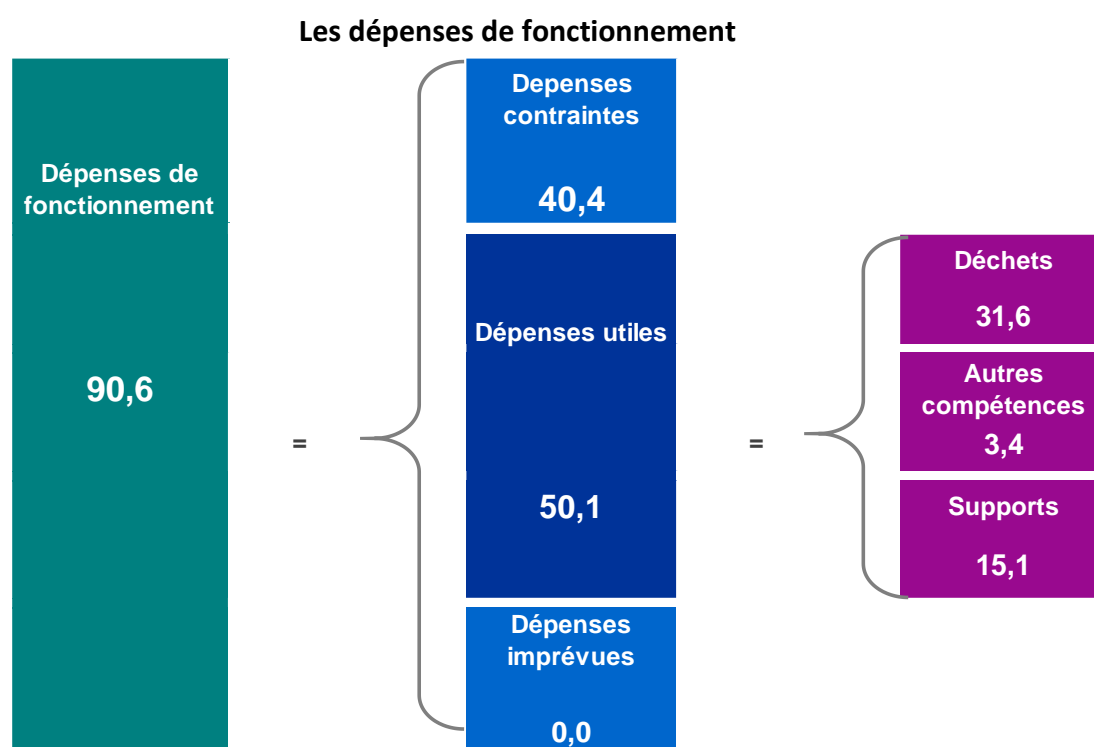 Les dépenses de fonctionnement
Dépenses de
fonctionnement
90,6
=
Depenses
contraintes
40,4
Dépenses utiles
50,1
Dépenses
imprévues
0,0
=
Déchets
31,6
Autres
compétences
3,4
Supports
15,1